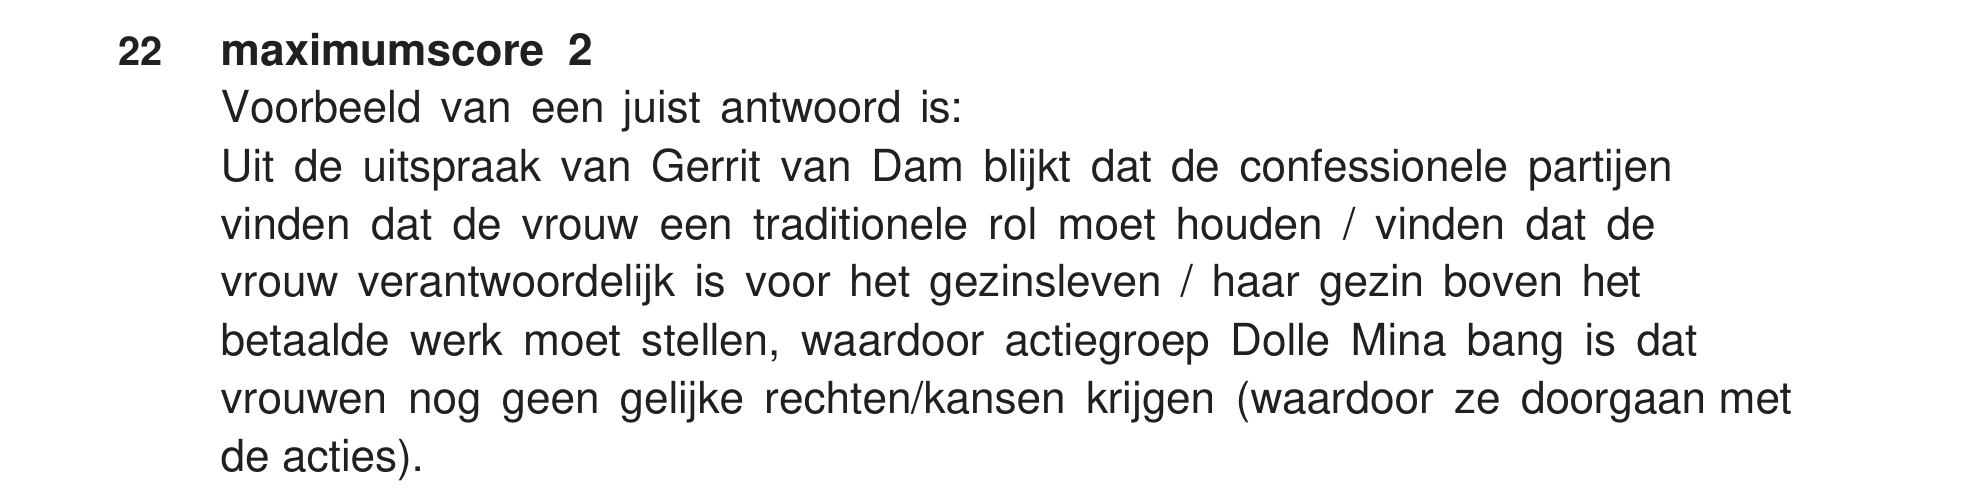 22 maximumscore 2
Voorbeeld van een juist antwoord is:
Uit de uitspraak van Gerrit van Dam blijkt dat de confessionele partijen
vinden dat de vrouw een traditionele rol moet houden / vinden dat de
vrouw verantwoordelijk is voor het gezinsleven / haar gezin boven het
betaalde werk moet stellen, waardoor actiegroep Dolle Mina bang is dat
vrouwen nog geen gelijke rechten/kansen krijgen (waardoor ze doorgaan met
de acties).